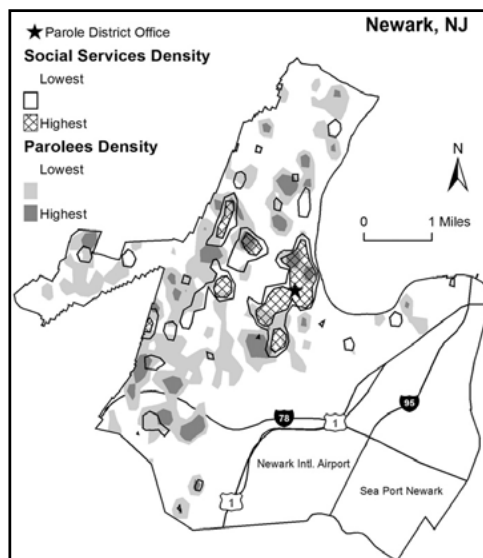 Newark, NJ
★ Parole District Office
Social Services Density
Lowest
Highest
Parolees Density
Lowest
Highest
N
0 1 Miles
78
1
95
Newark Intl. Airport
Sea Port Newark
1